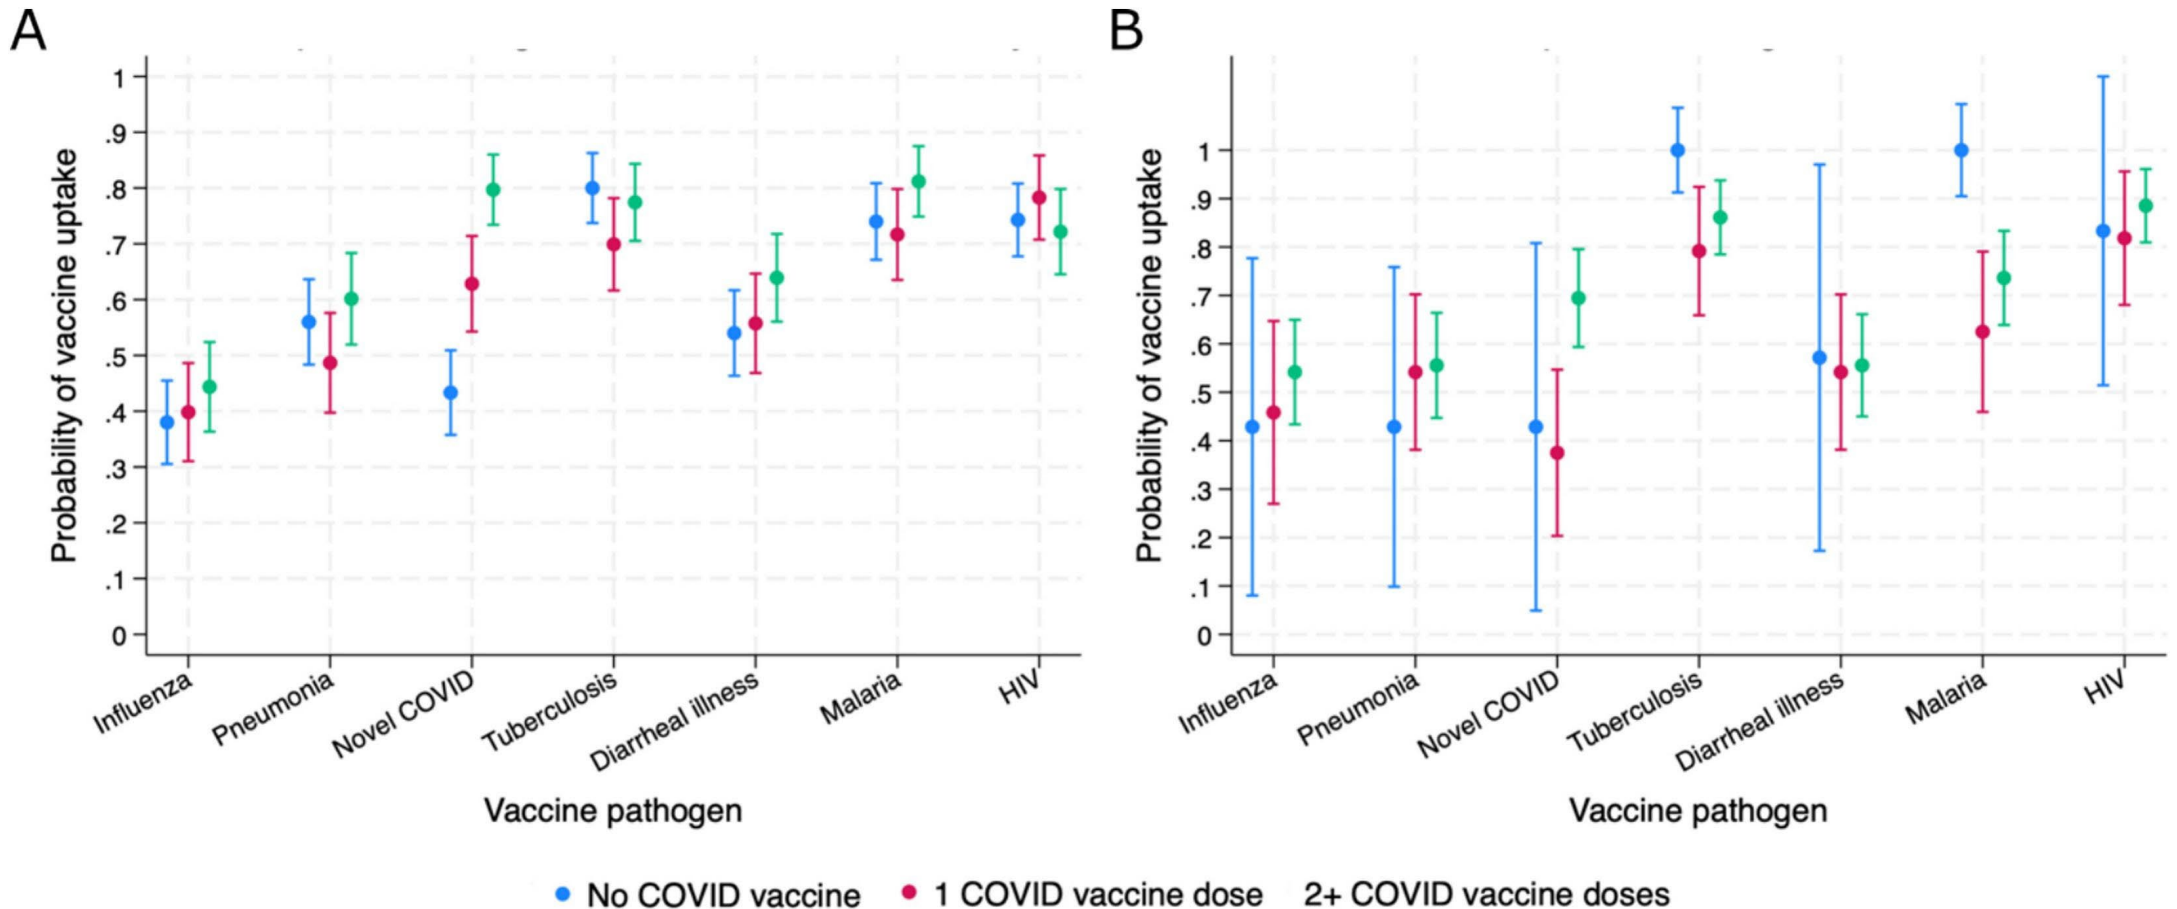 A
Probability of vaccine uptake
1
.9
.8
.7
.6
.5
.4
.3
.2
.1
0
Influenza
Pneumonia
Novel COVID
Tuberculosis
Diarrheal illness
Malaria
HIV
Vaccine pathogen
B
Probability of vaccine uptake
1
.9
.8
.7
.6
.5
.4
.3
.2
.1
0
Influenza
Pneumonia
Novel COVID
Tuberculosis
Diarrheal illness
Malaria
HIV
Vaccine pathogen
No COVID vaccine 1 COVID vaccine dose 2+ COVID vaccine doses